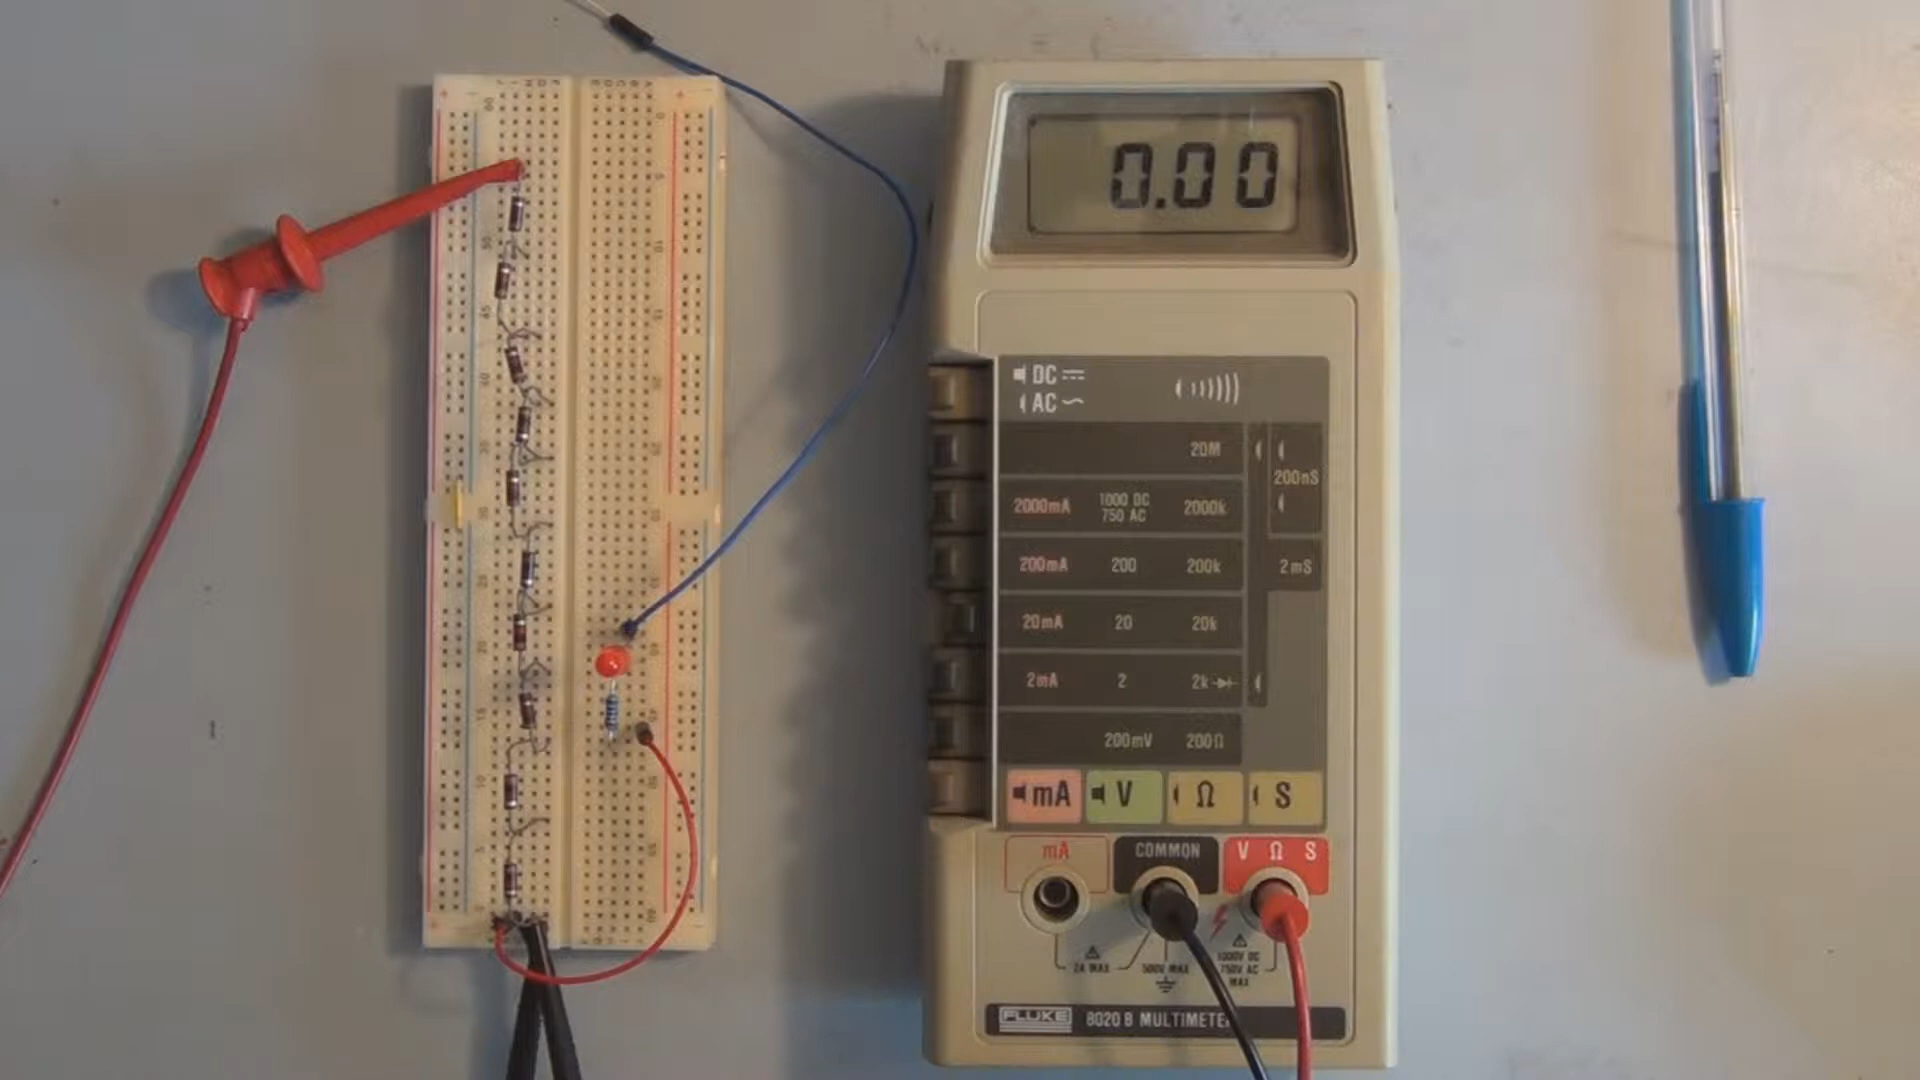 0.00
DC
AC
20M
200nS
2000mA 1000 DC 750 AC 2000k
200mA 200 200k 2mS
20mA 20 20k
2mA 2 2k
200mV 200Ω
mA V Ω S
mA COMMON V Ω S
2A MAX 500V MAX 1000V DC 750V AC MAX
FLUKE 8020 B MULTIMETE